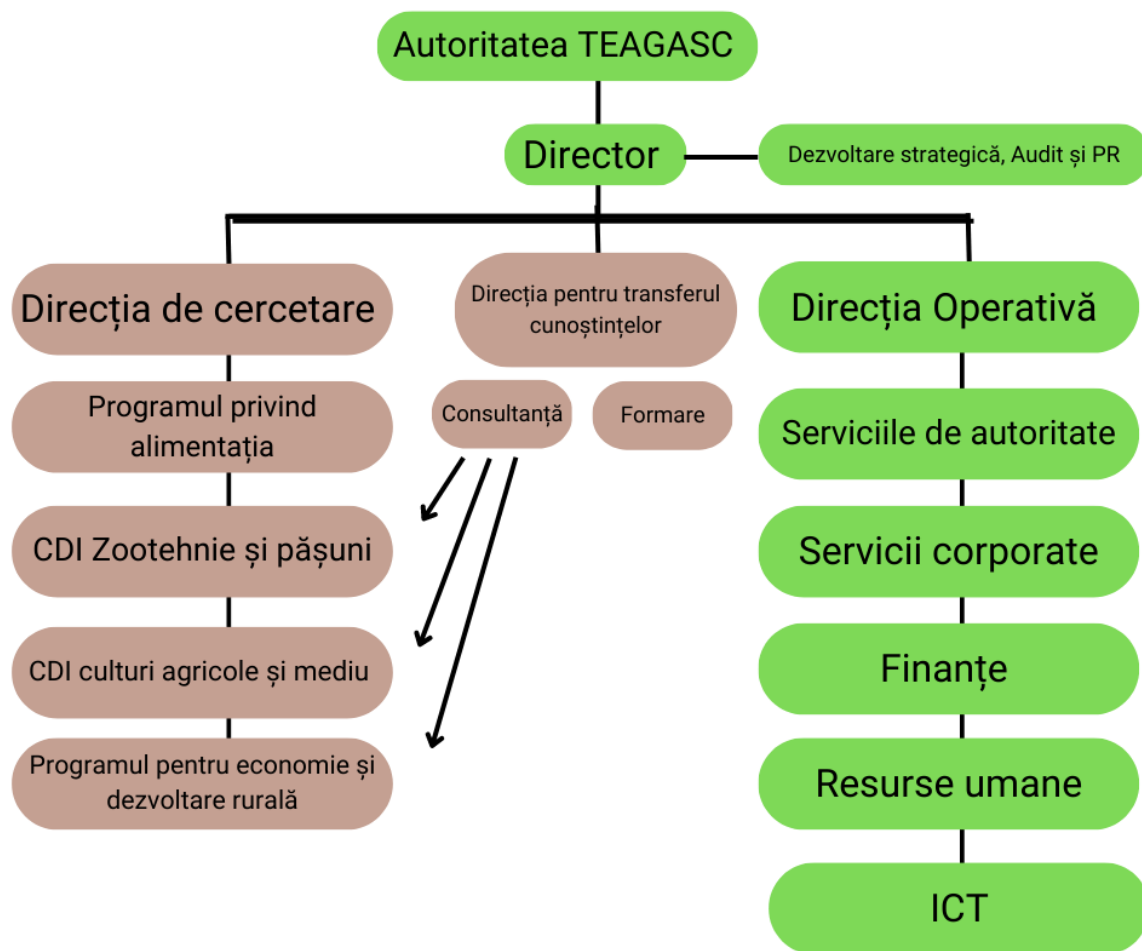 Autoritatea TEAGASC
Director
Dezvoltare strategică, Audit și PR
Direcția de cercetare
Direcția pentru transferul
cunoștințelor
Direcția Operativă
Programul privind
alimentația
Consultanță
Formare
Serviciile de autoritate
CDI Zootehnie și pășuni
Servicii corporate
CDI culturi agricole și mediu
Finanțe
Programul pentru economie și
dezvoltare rurală
Resurse umane
ICT